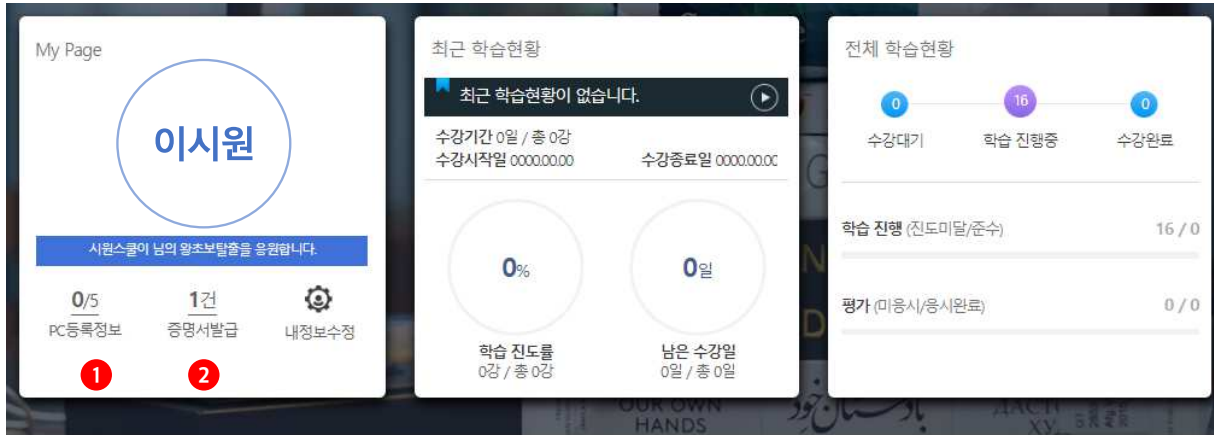 My Page
이시원
시원스쿨이 님의 왕초보탈출을 응원합니다.
0/5
PC등록정보
1건
증명서발급
내정보수정
1
2
최근 학습현황
최근 학습현황이 없습니다.
수강기간 0일 / 총 0강
수강시작일 0000.00.00 수강종료일 0000.00.00
0%
학습 진도률
0강 / 총 0강
0일
남은 수강일
0일 / 총 0일
전체 학습현황
0
수강대기
16
학습 진행중
0
수강완료
학습 진행 (진도미달/준수) 16 / 0
평가 (미응시/응시완료) 0 / 0
OUR OWN
HANDS